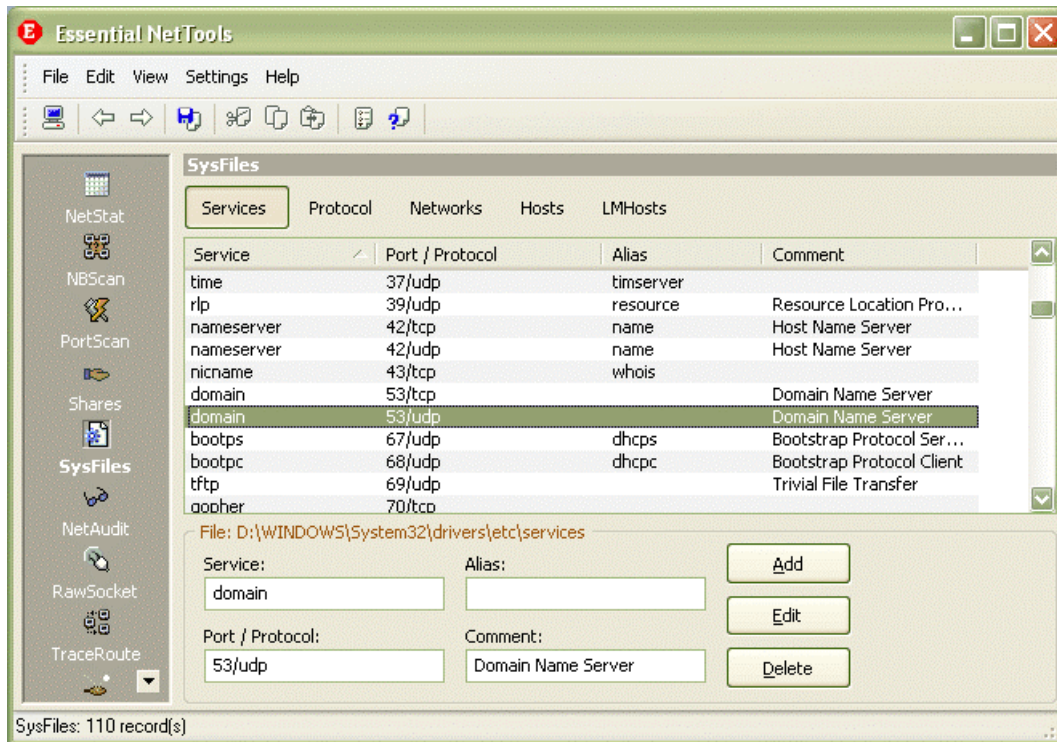 Essential NetTools
File Edit View Settings Help
NetStat
NBScan
PortScan
Shares
SysFiles
NetAudit
RawSocket
TraceRoute
SysFiles
Services Protocol Networks Hosts LMHosts
Service Port / Protocol Alias Comment
time 37/udp timserver
rlp 39/udp resource Resource Location Pro...
nameserver 42/tcp name Host Name Server
nameserver 42/udp name Host Name Server
nicname 43/tcp whois
domain 53/tcp Domain Name Server
domain 53/udp Domain Name Server
bootps 67/udp dhcps Bootstrap Protocol Ser...
bootpc 68/udp dhcpc Bootstrap Protocol Client
tftp 69/udp Trivial File Transfer
gopher 70/tcp
File: D:\WINDOWS\System32\drivers\etc\services
Service: Alias:
domain
Port / Protocol: Comment:
53/udp Domain Name Server
Add
Edit
Delete
SysFiles: 110 record(s)